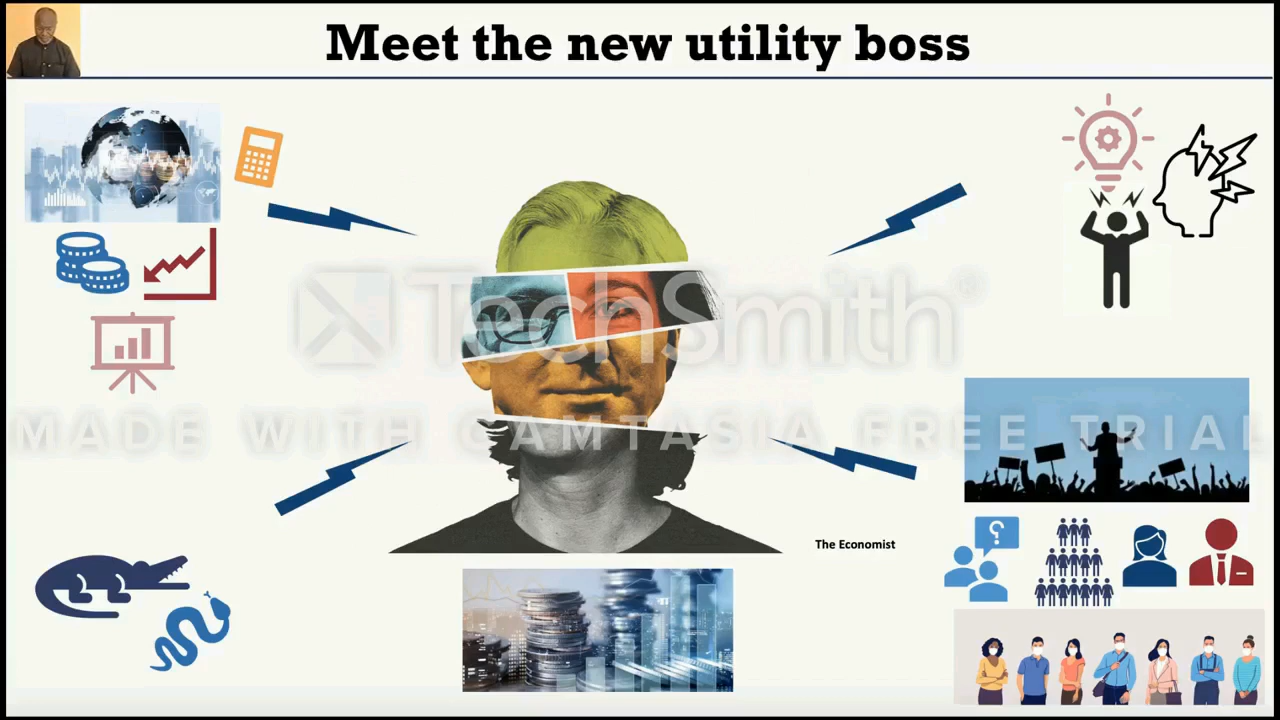 Meet the new utility boss
TechSmith®
MADE WITH CAMTASIA FREE TRIAL
The Economist
?